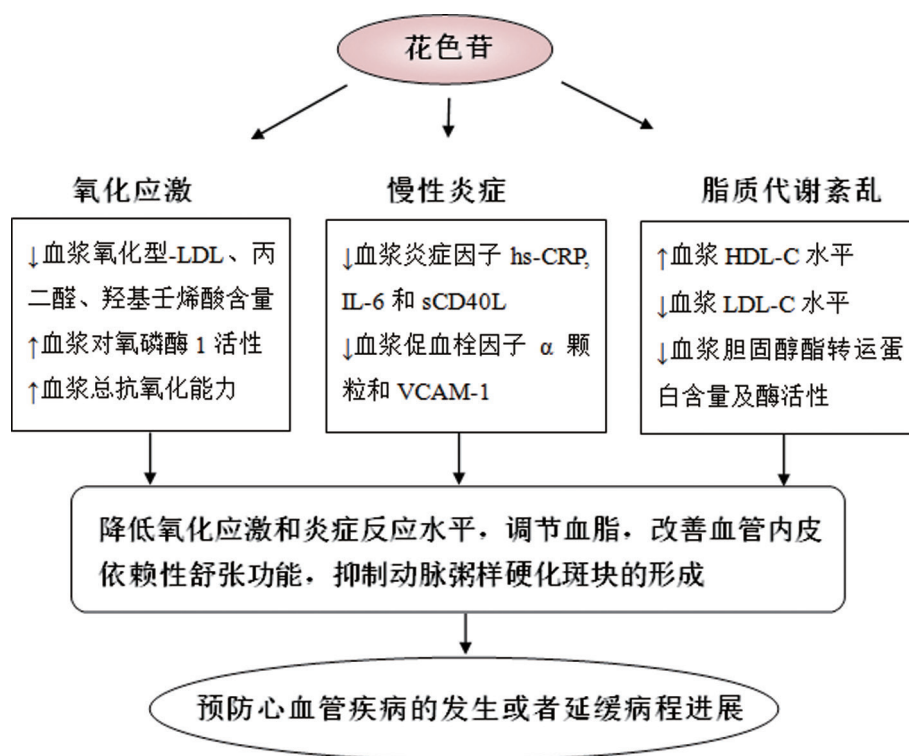 花色苷
氧化应激
↓血浆氧化型-LDL、丙
二醛、羟基壬烯酸含量
↑血浆对氧磷酶 1 活性
↑血浆总抗氧化能力
慢性炎症
↓血浆炎症因子 hs-CRP,
IL-6 和 sCD40L
↓血浆促血栓因子 α 颗
粒和 VCAM-1
脂质代谢紊乱
↑血浆 HDL-C 水平
↓血浆 LDL-C 水平
↓血浆胆固醇酯转运蛋
白含量及酶活性
降低氧化应激和炎症反应水平，调节血脂，改善血管内皮
依赖性舒张功能，抑制动脉粥样硬化斑块的形成
预防心血管疾病的发生或者延缓病程进展